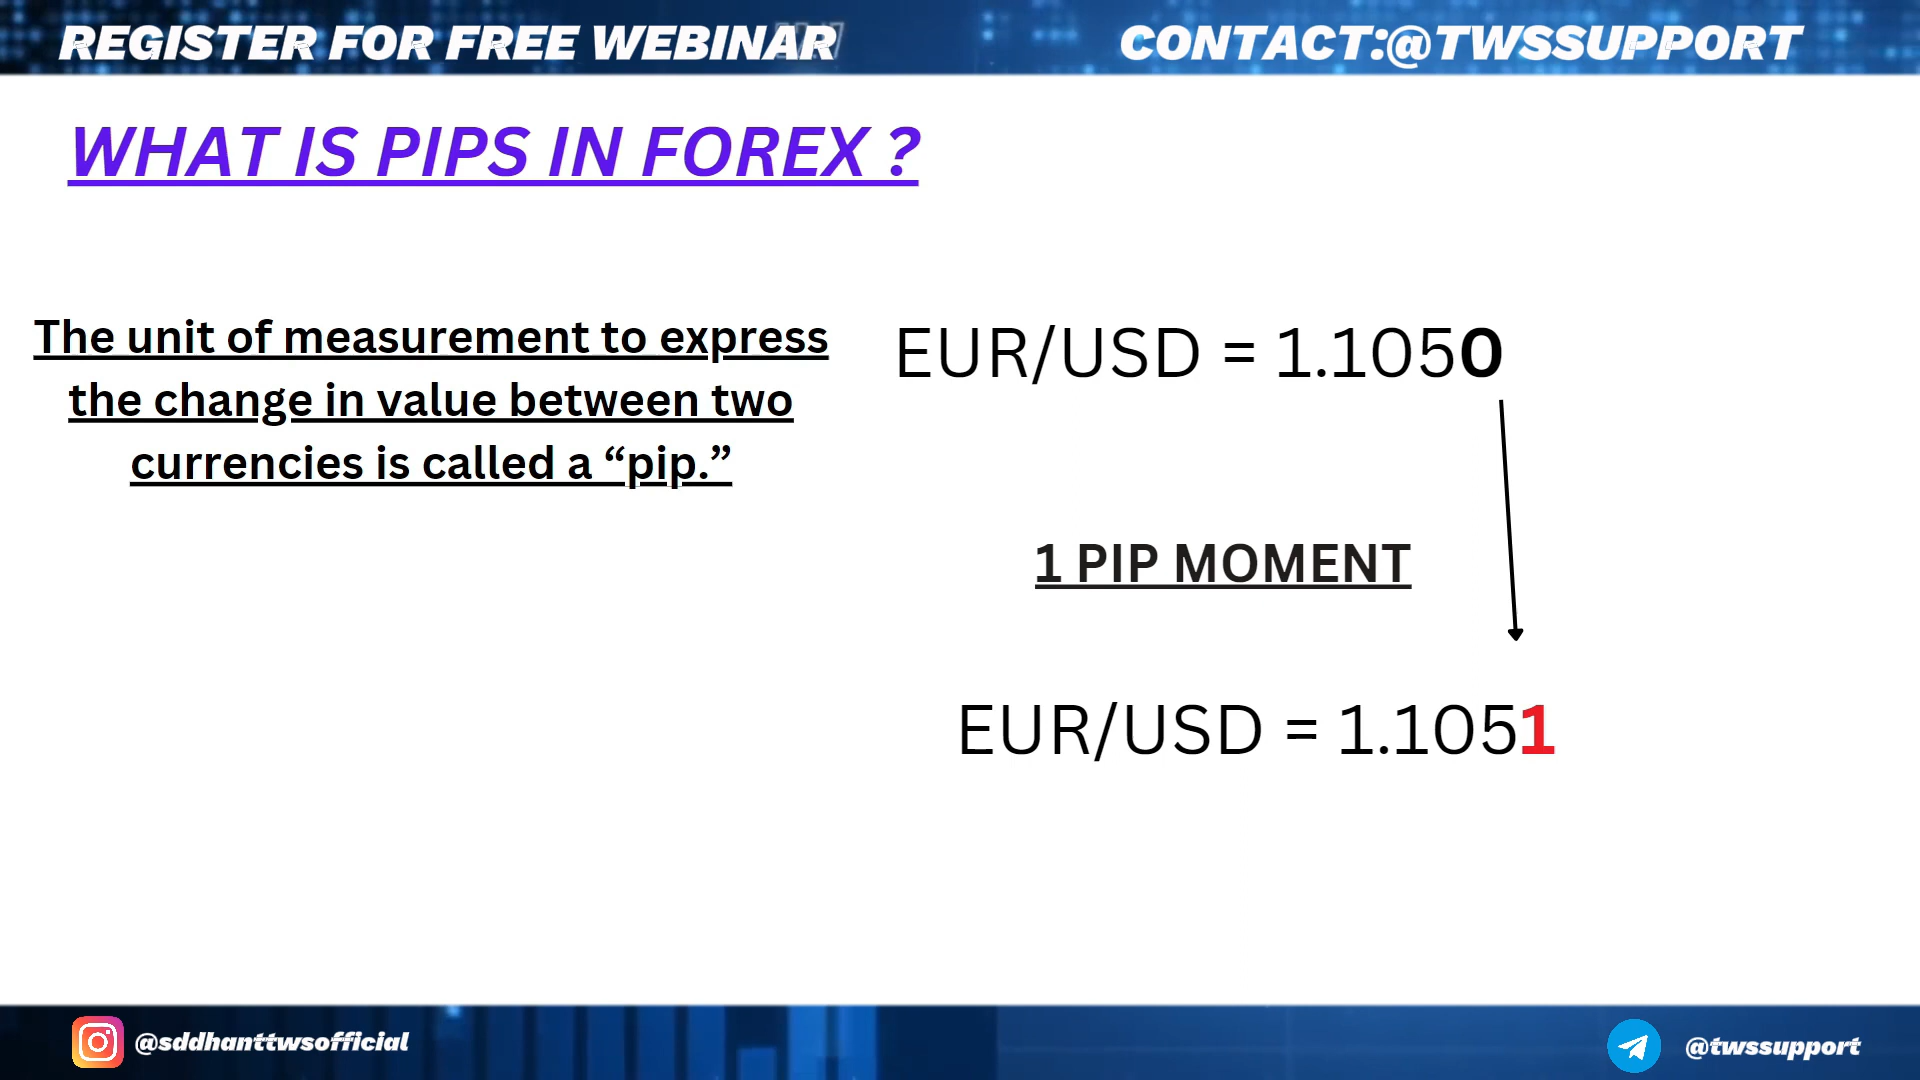 REGISTER FOR FREE WEBINAR
CONTACT:@TWSSUPPORT
WHAT IS PIPS IN FOREX ?
The unit of measurement to express
the change in value between two
currencies is called a “pip.”
EUR/USD = 1.1050
1 PIP MOMENT
EUR/USD = 1.1051
@sddhanttwsofficial
@twssupport